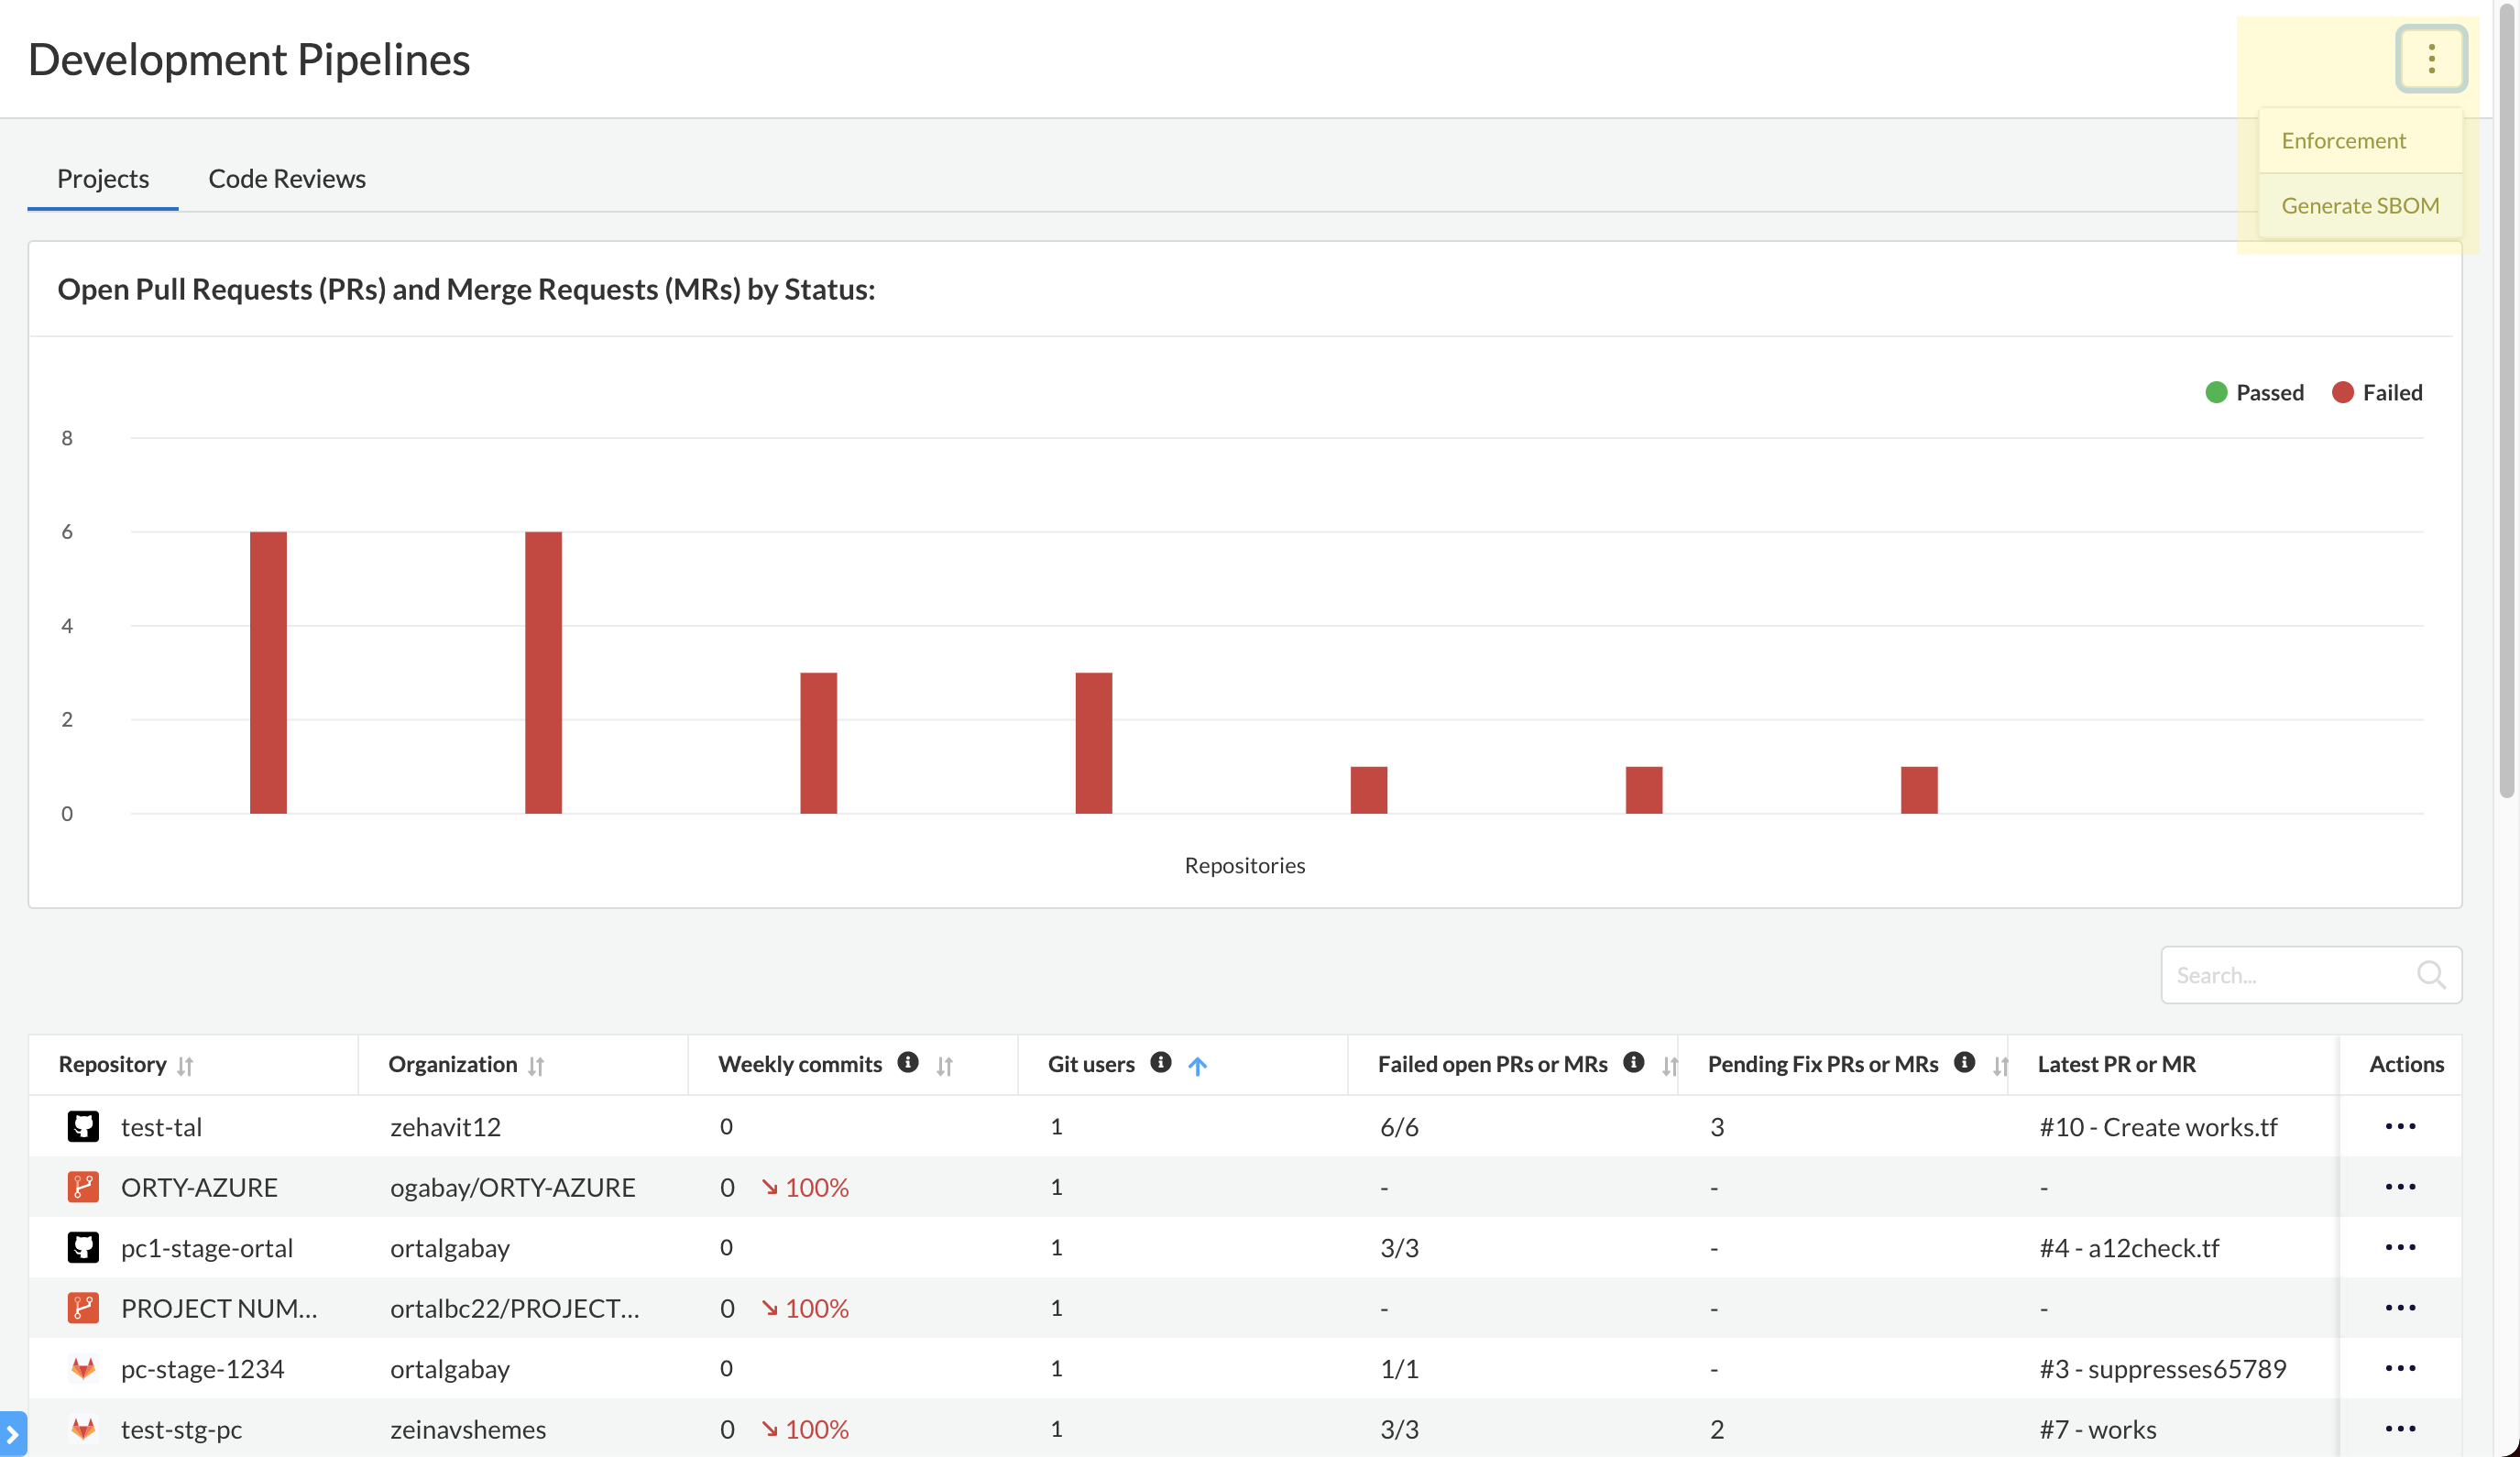 Development Pipelines
Enforcement
Generate SBOM
Projects Code Reviews
Open Pull Requests (PRs) and Merge Requests (MRs) by Status:
Passed Failed
8
6
4
2
0
Repositories
Search...
Repository Organization Weekly commits Git users Failed open PRs or MRs Pending Fix PRs or MRs Latest PR or MR Actions
test-tal zehavit12 0 1 6/6 3 #10 - Create works.tf
ORTY-AZURE ogabay/ORTY-AZURE 0 100% 1 - - -
pc1-stage-ortal ortalgabay 0 1 3/3 - #4 - a12check.tf
PROJECT NUM... ortalbc22/PROJECT... 0 100% 1 - - -
pc-stage-1234 ortalgabay 0 1 1/1 - #3 - suppresses65789
test-stg-pc zeinavshemes 0 100% 1 3/3 2 #7 - works